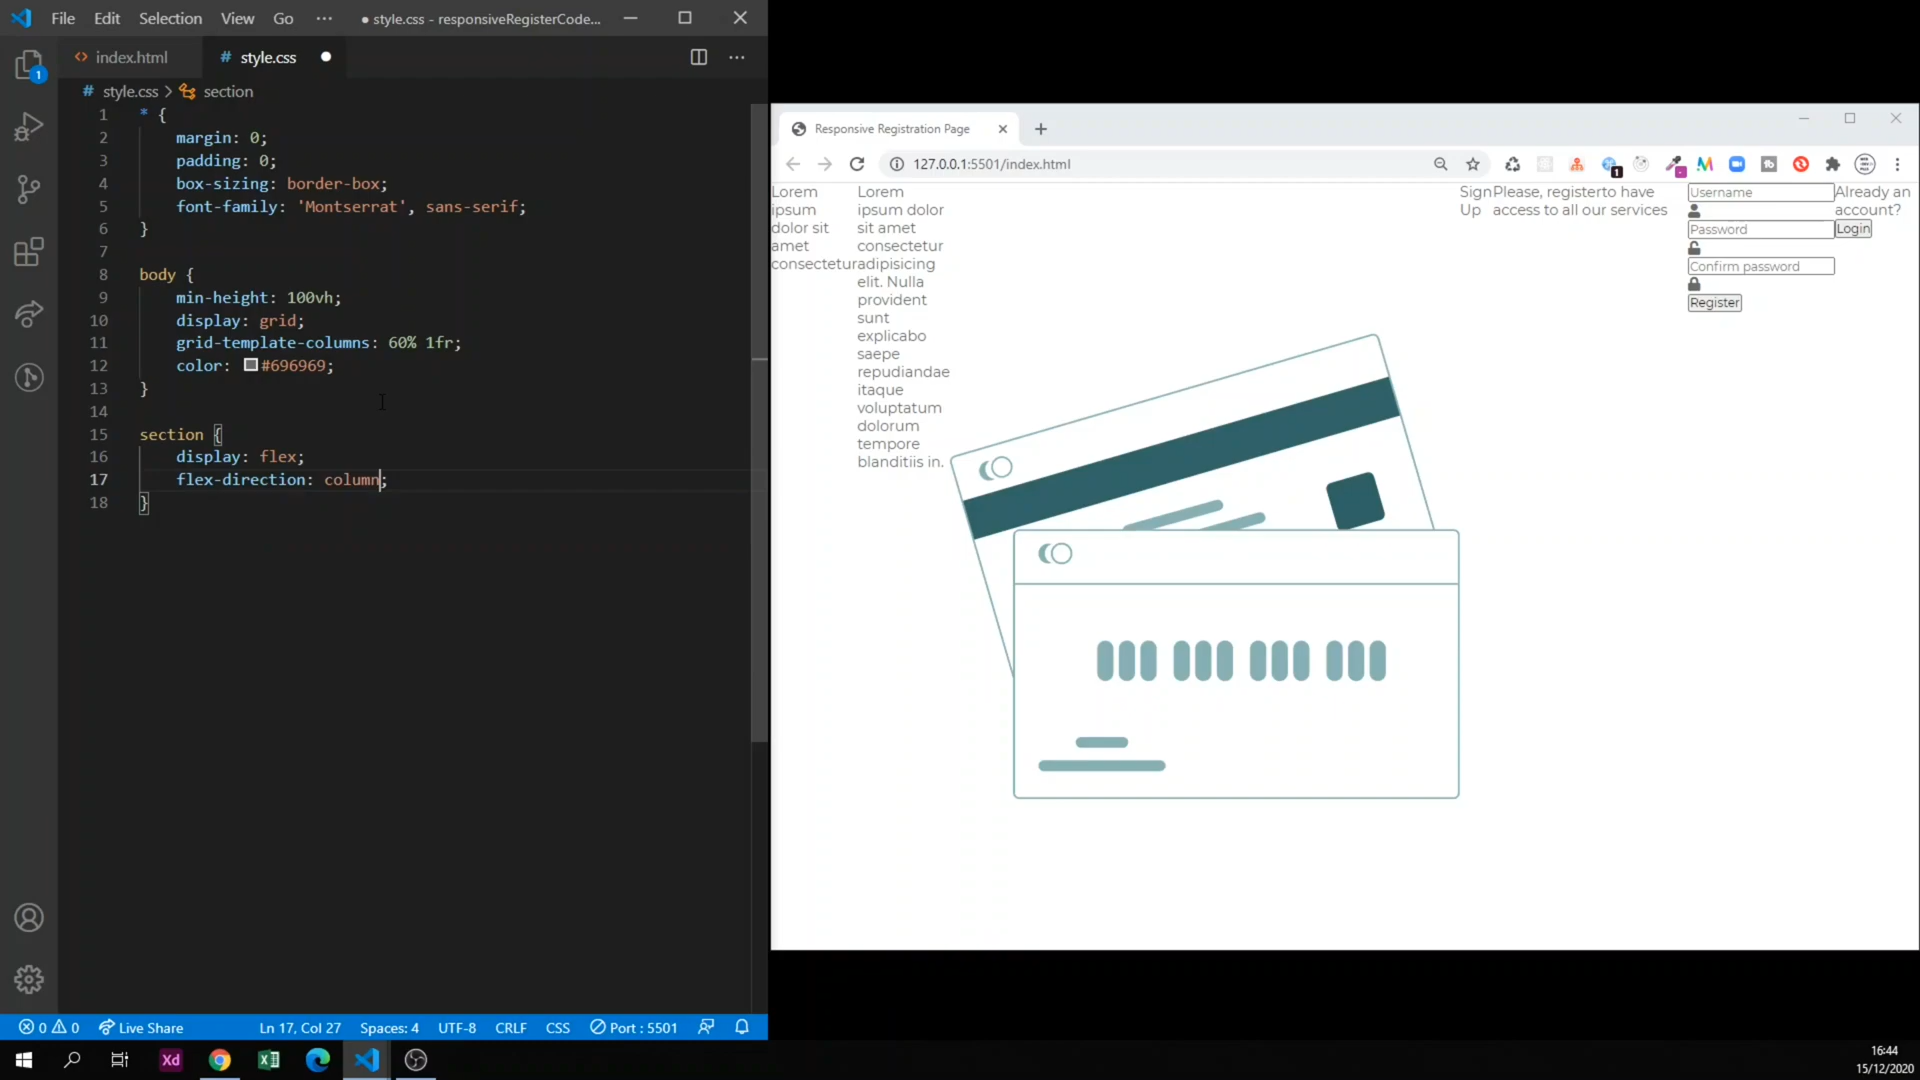 File Edit Selection View Go ··· ● style.css - responsiveRegisterCode...
index.html # style.css
# style.css > section
1 * {
2 margin: 0;
3 padding: 0;
4 box-sizing: border-box;
5 font-family: 'Montserrat', sans-serif;
6 }
7
8 body {
9 min-height: 100vh;
10 display: grid;
11 grid-template-columns: 60% 1fr;
12 color: #696969;
13 }
14
15 section {
16 display: flex;
17 flex-direction: column;
18 }
1
0 0 Live Share Ln 17, Col 27 Spaces: 4 UTF-8 CRLF CSS Port : 5501
Xd
Responsive Registration Page
127.0.0.1:5501/index.html
1
Lorem
ipsum
dolor sit
amet
consectetur
Lorem
ipsum dolor
sit amet
consectetur
adipisicing
elit. Nulla
provident
sunt
explicabo
saepe
repudiandae
itaque
voluptatum
dolorum
tempore
blanditiis in.
Sign
Up
Please, registerto have
access to all our services
Username
Password
Confirm password
Register
Already an
account?
Login
16:44
15/12/2020